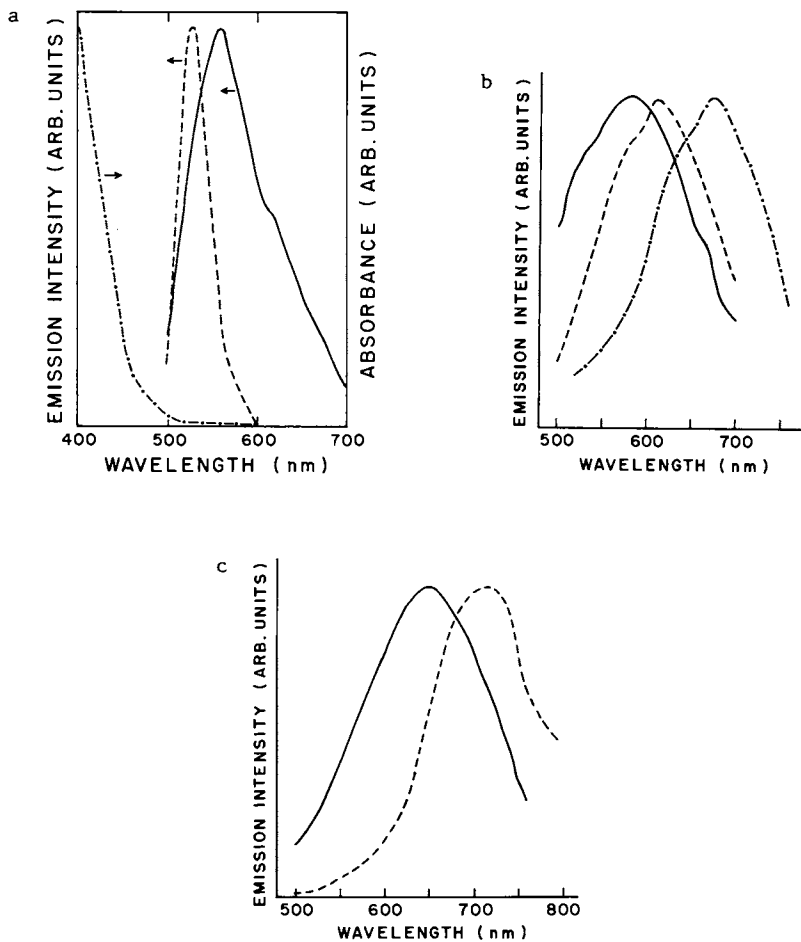 a
EMISSION INTENSITY (ARB. UNITS)
ABSORBANCE (ARB. UNITS)
400 500 600 700
WAVELENGTH (nm)
b
EMISSION INTENSITY (ARB. UNITS)
500 600 700
WAVELENGTH (nm)
c
EMISSION INTENSITY (ARB. UNITS)
500 600 700 800
WAVELENGTH (nm)